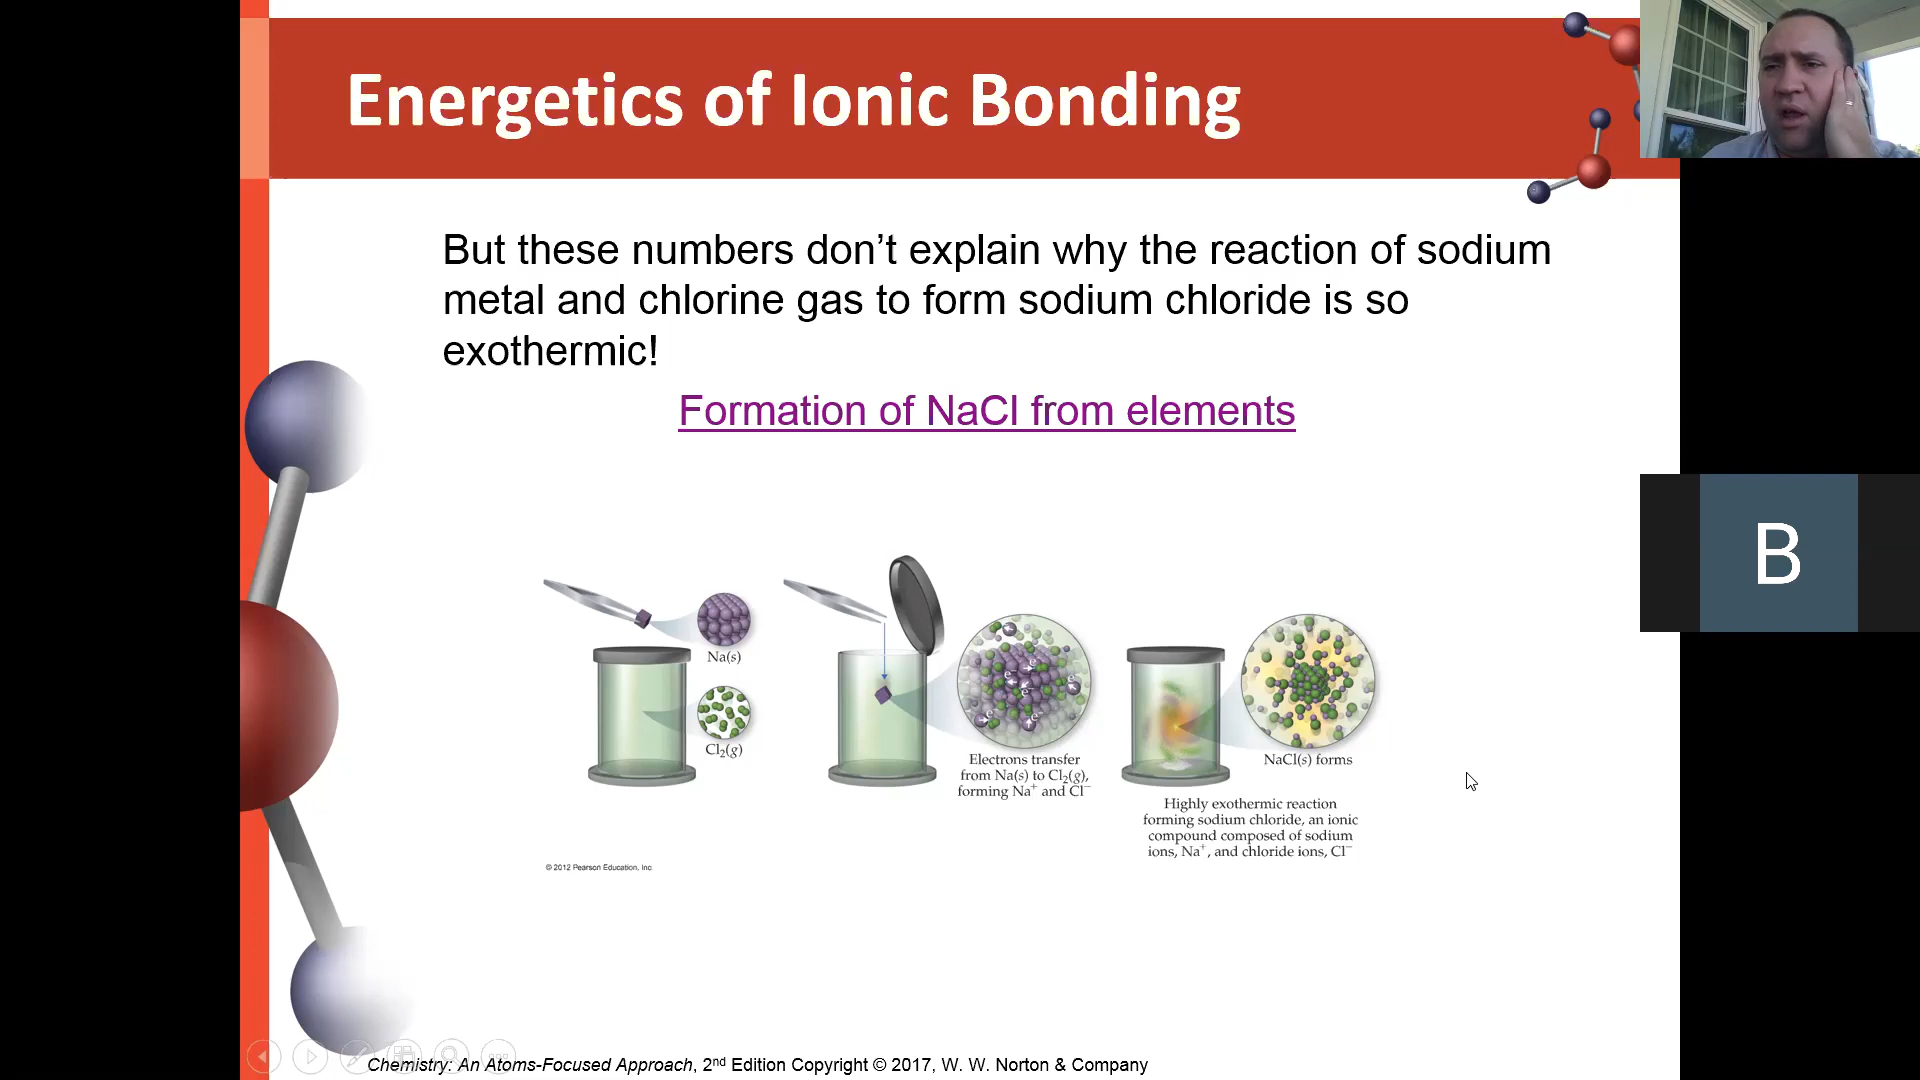 Energetics of Ionic Bonding
But these numbers don’t explain why the reaction of sodium
metal and chlorine gas to form sodium chloride is so
exothermic!
Formation of NaCl from elements
Na(s)
Cl₂(g)
e⁻
e⁻
e⁻
e⁻
e⁻
e⁻
Electrons transfer
from Na(s) to Cl₂(g),
forming Na⁺ and Cl⁻
NaCl(s) forms
Highly exothermic reaction
forming sodium chloride, an ionic
compound composed of sodium
ions, Na⁺, and chloride ions, Cl⁻
© 2012 Pearson Education, Inc.
B
Chemistry: An Atoms-Focused Approach, 2nd Edition Copyright © 2017, W. W. Norton & Company